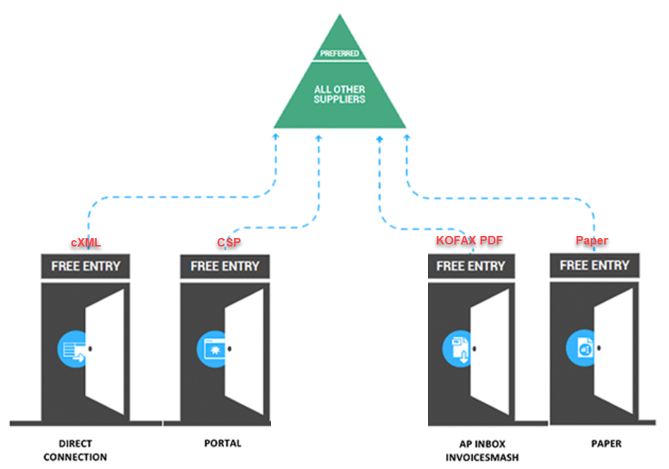 PREFERRED
ALL OTHER
SUPPLIERS
cXML
CSP
KOFAX PDF
Paper
FREE ENTRY
FREE ENTRY
FREE ENTRY
FREE ENTRY
DIRECT
CONNECTION
PORTAL
AP INBOX
INVOICESMASH
PAPER